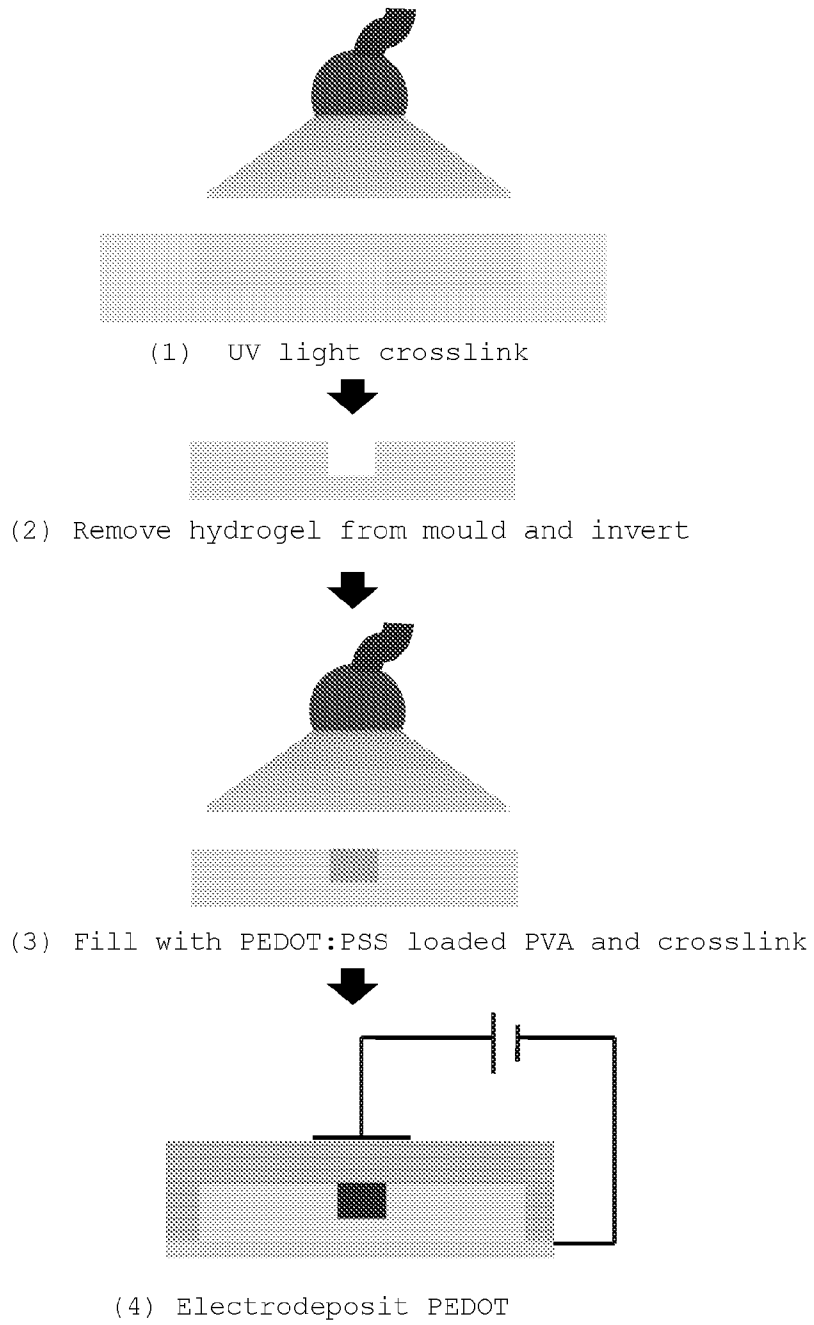 (1) UV light crosslink
(2) Remove hydrogel from mould and invert
(3) Fill with PEDOT:PSS loaded PVA and crosslink
(4) Electrodeposit PEDOT